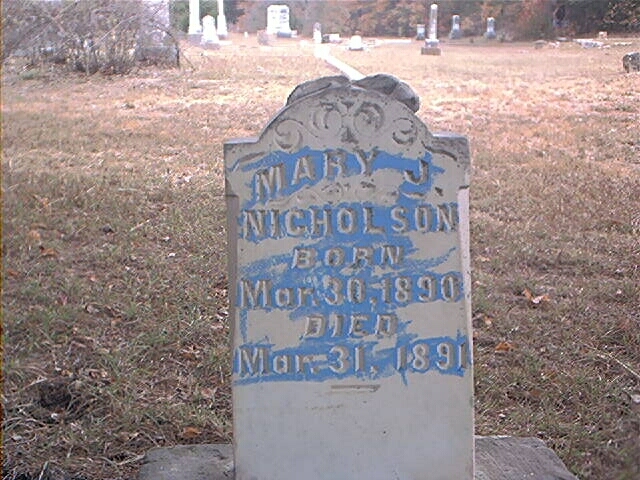 MARY J.
NICHOLSON
BORN
Mar. 30, 1890
DIED
Mar. 31, 1891